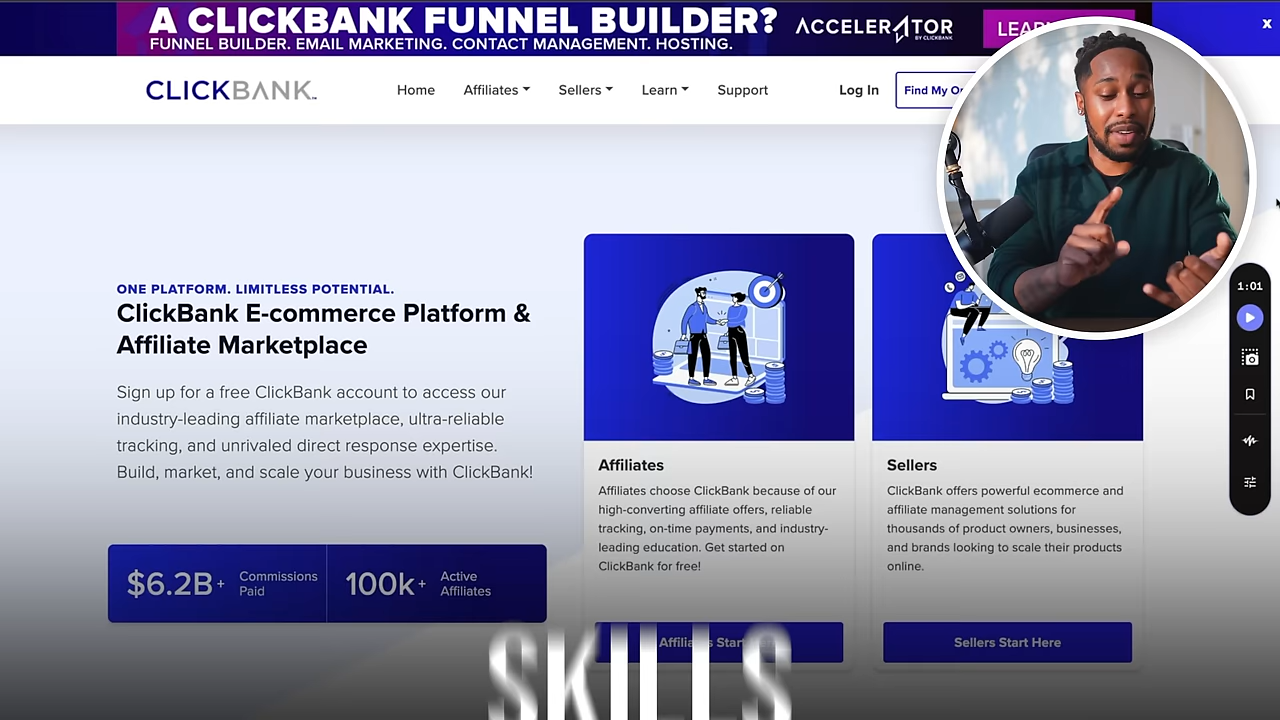 A CLICKBANK FUNNEL BUILDER?
FUNNEL BUILDER. EMAIL MARKETING. CONTACT MANAGEMENT. HOSTING.
ACCELERATOR
BY CLICKBANK
x
CLICKBANK
Home
Affiliates
Sellers
Learn
Support
Log In
Find My
1:01
ONE PLATFORM. LIMITLESS POTENTIAL.
ClickBank E-commerce Platform &
Affiliate Marketplace
Sign up for a free ClickBank account to access our
industry-leading affiliate marketplace, ultra-reliable
tracking, and unrivaled direct response expertise.
Build, market, and scale your business with ClickBank!
$6.2B+
Commissions
Paid
100k+
Active
Affiliates
Affiliates
Affiliates choose ClickBank because of our
high-converting affiliate offers, reliable
tracking, on-time payments, and industry-
leading education. Get started on
ClickBank for free!
Sellers
ClickBank offers powerful ecommerce and
affiliate management solutions for
thousands of product owners, businesses,
and brands looking to scale their products
online.
Sellers Start Here
SKILLS